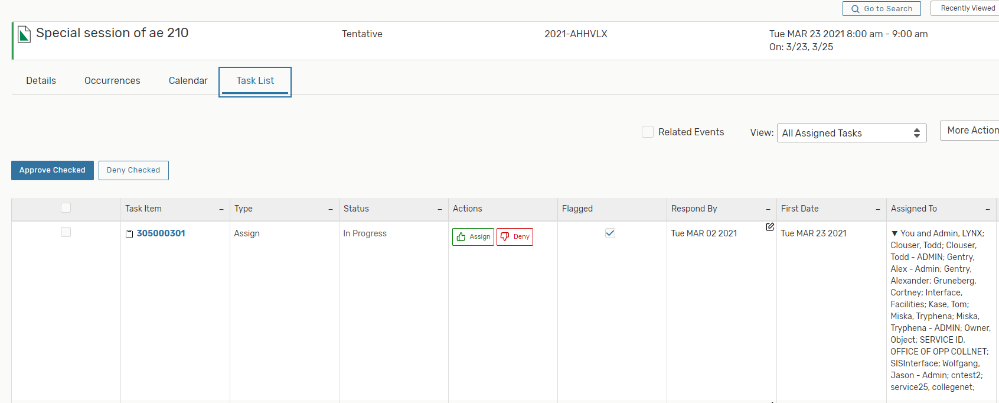 Go to Search
Recently Viewed
Special session of ae 210
Tentative
2021-AHHVLX
Tue MAR 23 2021 8:00 am - 9:00 am
On: 3/23, 3/25
Details
Occurrences
Calendar
Task List
Related Events
View:
All Assigned Tasks
More Action
Approve Checked
Deny Checked
Task Item
Type
Status
Actions
Flagged
Respond By
First Date
Assigned To
305000301
Assign
In Progress
Assign
Deny
Tue MAR 02 2021
Tue MAR 23 2021
▼ You and Admin, LYNX;
Clouser, Todd; Clouser,
Todd - ADMIN; Gentry,
Alex - Admin; Gentry,
Alexander; Gruneberg,
Cortney; Interface,
Facilities; Kase, Tom;
Miska, Tryphena; Miska,
Tryphena - ADMIN; Owner,
Object; SERVICE ID,
OFFICE OF OPP COLLNET;
SISInterface; Wolfgang,
Jason - Admin; cntest2;
service25, collegenet;